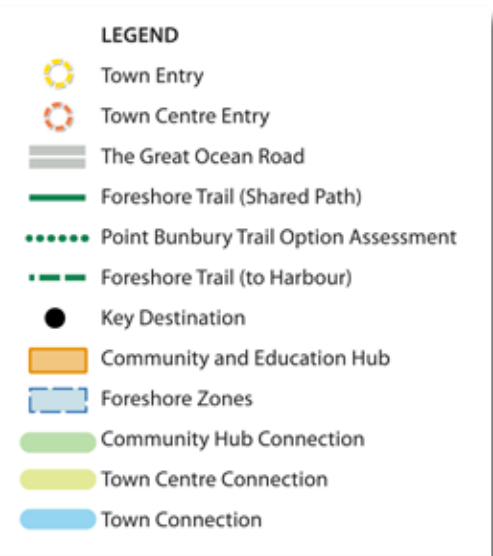 LEGEND
Town Entry
Town Centre Entry
The Great Ocean Road
Foreshore Trail (Shared Path)
Point Bunbury Trail Option Assessment
Foreshore Trail (to Harbour)
Key Destination
Community and Education Hub
Foreshore Zones
Community Hub Connection
Town Centre Connection
Town Connection